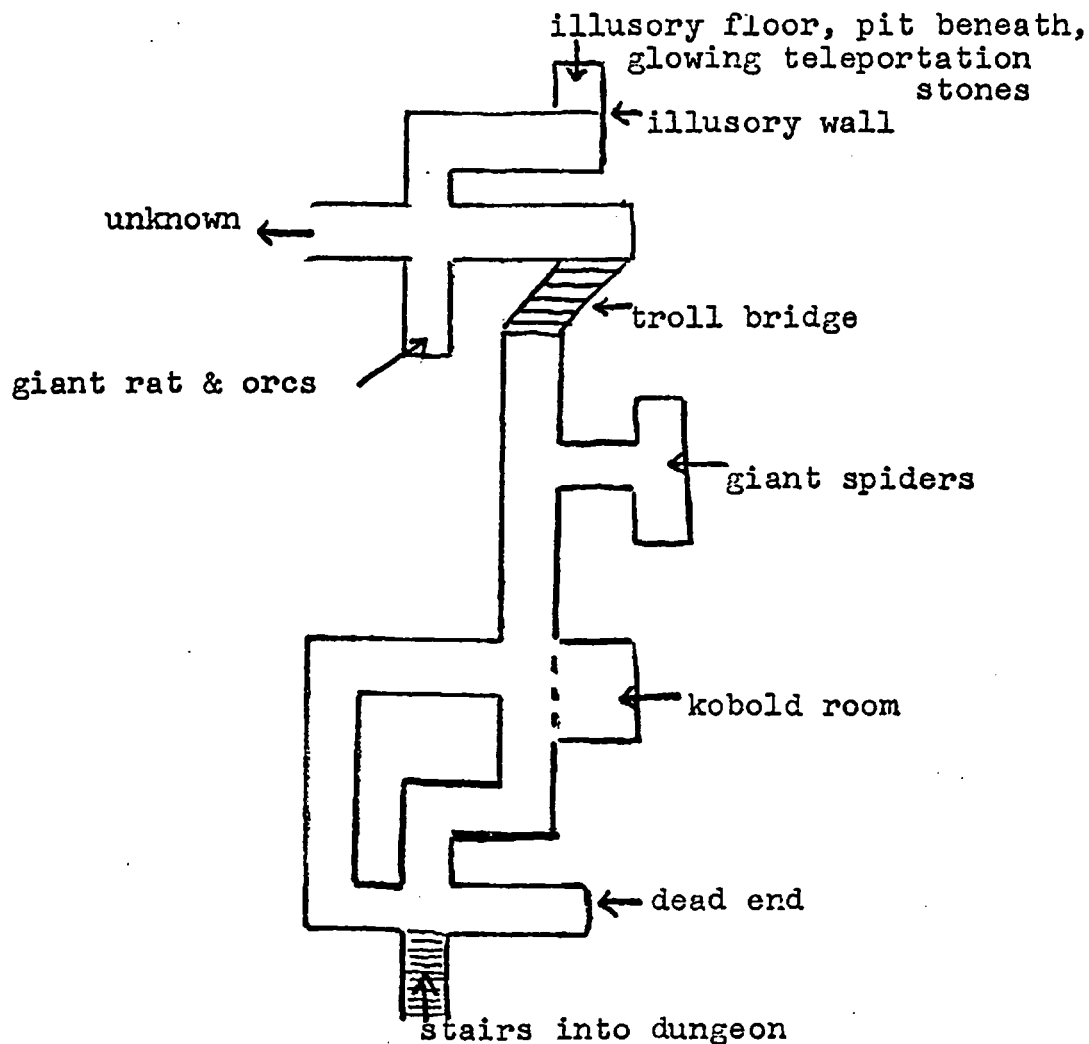 illusory floor, pit beneath,
glowing teleportation
stones
illusory wall
unknown
troll bridge
giant rat & orcs
giant spiders
kobold room
dead end
stairs into dungeon